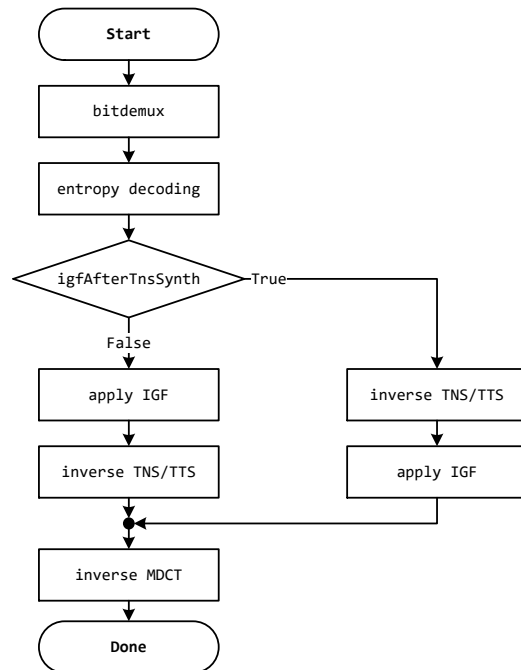 Start
bitdemux
entropy decoding
igfAfterTnsSynth
True
False
apply IGF
inverse TNS/TTS
inverse TNS/TTS
apply IGF
inverse MDCT
Done